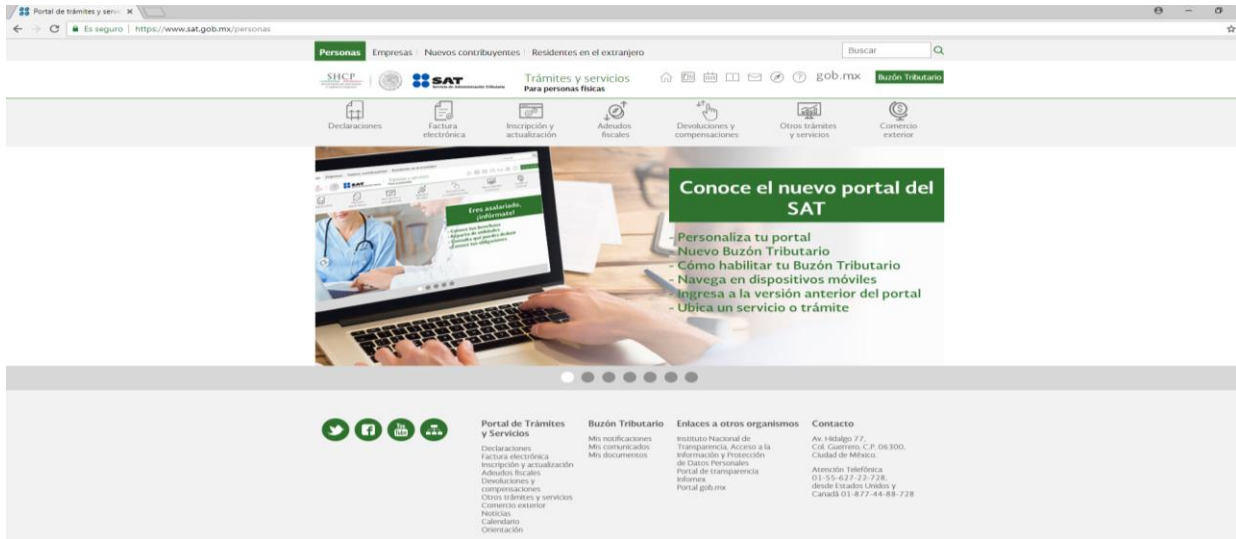 Portal de trámites y servi
Es seguro | https://www.sat.gob.mx/personas
Personas Empresas Nuevos contribuyentes Residentes en el extranjero Buscar
SHCP SAT Trámites y servicios gob.mx Buzón Tributario
Para personas físicas
Declaraciones
Factura
electrónica
Inscripción y
actualización
Adeudos
fiscales
Devoluciones y
compensaciones
Otros trámites
y servicios
Comercio
exterior
Eres asalariado,
¡infórmate!
Conoce el nuevo portal del
SAT
- Personaliza tu portal
- Nuevo Buzón Tributario
- Cómo habilitar tu Buzón Tributario
- Navega en dispositivos móviles
- Ingresa a la versión anterior del portal
- Ubica un servicio o trámite
Portal de Trámites
y Servicios
Declaraciones
Factura electrónica
Inscripción y actualización
Adeudos fiscales
Devoluciones y
compensaciones
Otros trámites y servicios
Comercio exterior
Noticias
Calendario
Orientación
Buzón Tributario
Mis notificaciones
Mis comunicados
Mis documentos
Enlaces a otros organismos
Instituto Nacional de
Transparencia, Acceso a la
Información y Protección
de Datos Personales
Portal de transparencia
Infomex
Portal gob.mx
Contacto
Av. Hidalgo 77,
Col. Guerrero, C.P. 06300,
Ciudad de México.
Atención Telefónica
01-55-627-22-728,
desde Estados Unidos y
Canadá 01-877-44-88-728